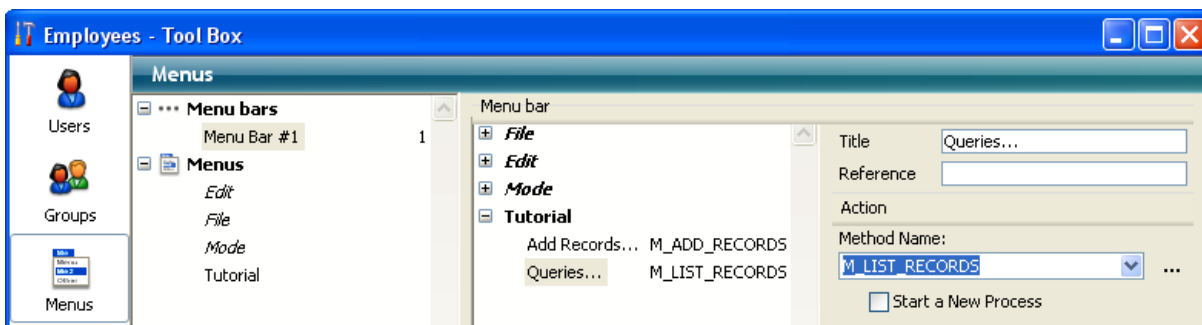 Employees - Tool Box
Menus
Users
Groups
Menus
Menu bars
Menu Bar #1 1
Menus
Edit
File
Mode
Tutorial
Menu bar
File
Edit
Mode
Tutorial
Add Records... M_ADD_RECORDS
Queries... M_LIST_RECORDS
Title Queries...
Reference
Action
Method Name:
M_LIST_RECORDS ...
Start a New Process